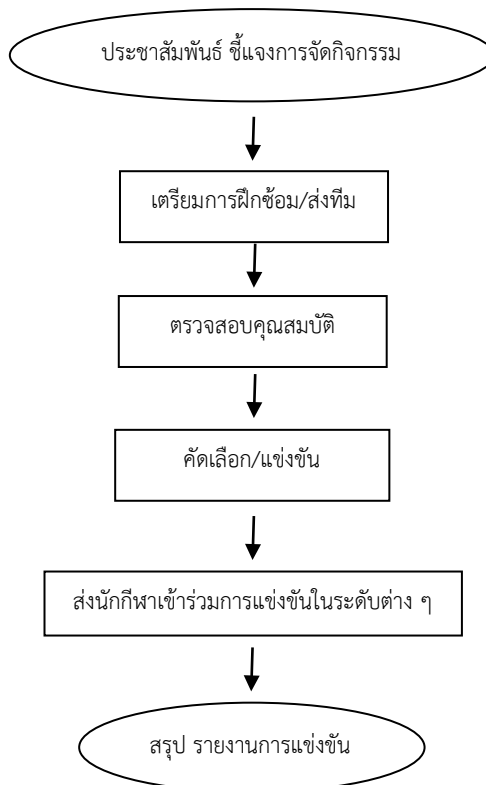 ประชาสัมพันธ์ ชี้แจงการจัดกิจกรรม
เตรียมการฝึกซ้อม/ส่งทีม
ตรวจสอบคุณสมบัติ
คัดเลือก/แข่งขัน
ส่งนักกีฬาเข้าร่วมการแข่งขันในระดับต่าง ๆ
สรุป รายงานการแข่งขัน